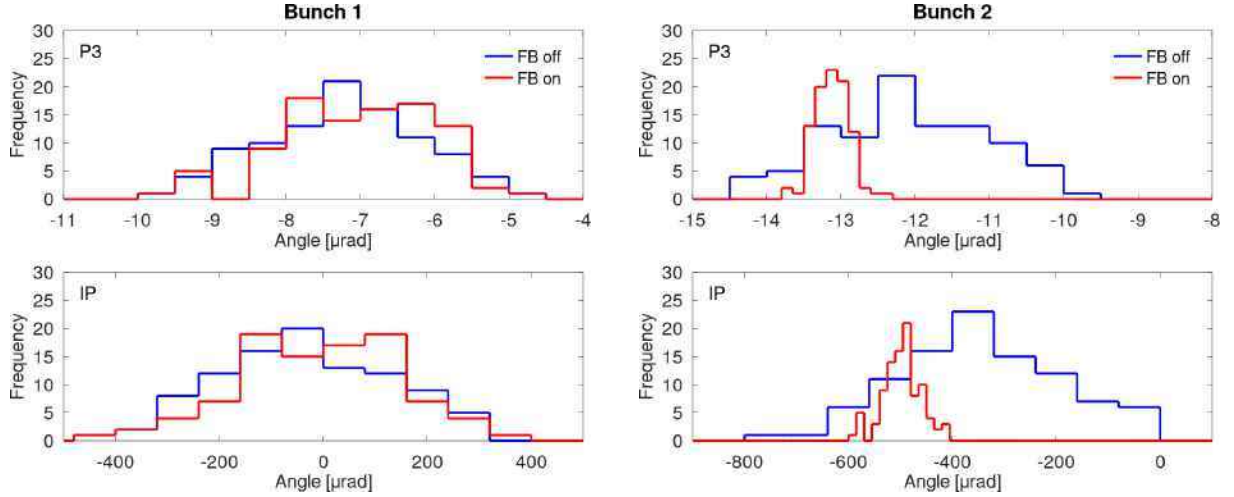 Bunch 1
30
25
20
15
10
5
0
Frequency
P3
FB off
FB on
-11 -10 -9 -8 -7 -6 -5 -4
Angle [µrad]
Bunch 2
30
25
20
15
10
5
0
Frequency
P3
FB off
FB on
-15 -14 -13 -12 -11 -10 -9 -8
Angle [µrad]
30
25
20
15
10
5
0
Frequency
IP
-400 -200 0 200 400
Angle [µrad]
30
25
20
15
10
5
0
Frequency
IP
-800 -600 -400 -200 0
Angle [µrad]